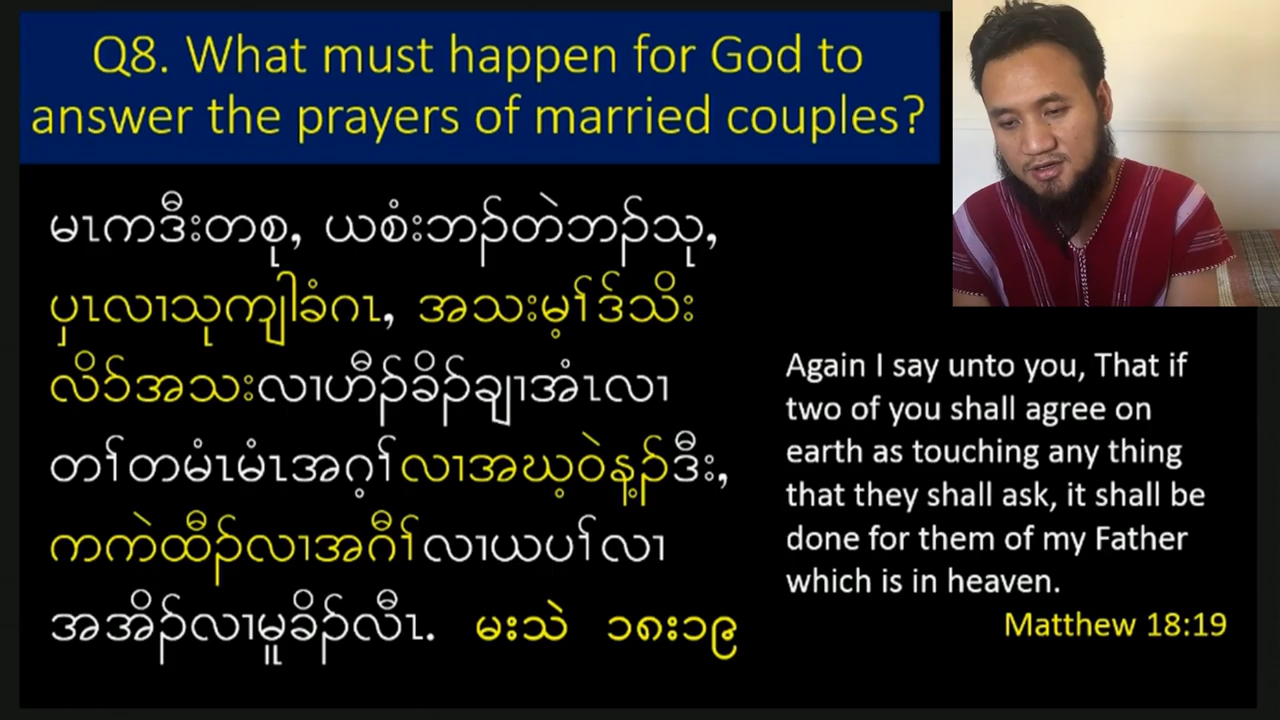 Q8. What must happen for God to
answer the prayers of married couples?
မၤကဒီးတစု, ယစံးဘၣ်တဲဘၣ်သု,
ပှၤလၢသုကျါခံဂၤ, အသးမ့ၢ်ဒ်သိး
လိာ်အသးလၢဟီၣ်ခိၣ်ချၢအံၤလၢ
တၢ်တမံၤမံၤအဂ့ၢ်လၢအဃ့ဝဲန့ၣ်ဒီး,
ကကဲထီၣ်လၢအဂီၢ်လၢယပၢ်လၢ
အအိၣ်လၢမူခိၣ်လီၤ. မးသဲ ၁၈း၁၉
Again I say unto you, That if
two of you shall agree on
earth as touching any thing
that they shall ask, it shall be
done for them of my Father
which is in heaven.
Matthew 18:19